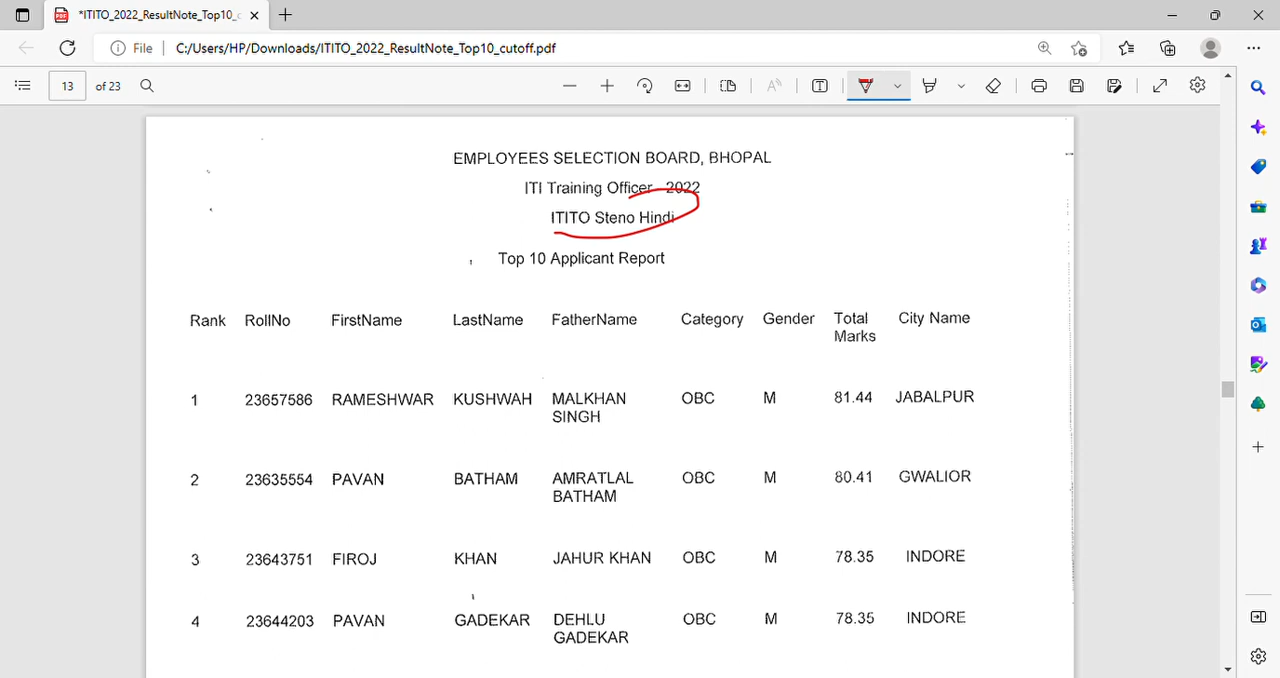 *ITITO_2022_ResultNote_Top10_c
File C:/Users/HP/Downloads/ITITO_2022_ResultNote_Top10_cutoff.pdf
13 of 23
EMPLOYEES SELECTION BOARD, BHOPAL
ITI Training Officer - 2022
ITITO Steno Hindi
Top 10 Applicant Report
Rank RollNo FirstName LastName FatherName Category Gender Total Marks City Name
1 23657586 RAMESHWAR KUSHWAH MALKHAN SINGH OBC M 81.44 JABALPUR
2 23635554 PAVAN BATHAM AMRATLAL BATHAM OBC M 80.41 GWALIOR
3 23643751 FIROJ KHAN JAHUR KHAN OBC M 78.35 INDORE
4 23644203 PAVAN GADEKAR DEHLU GADEKAR OBC M 78.35 INDORE